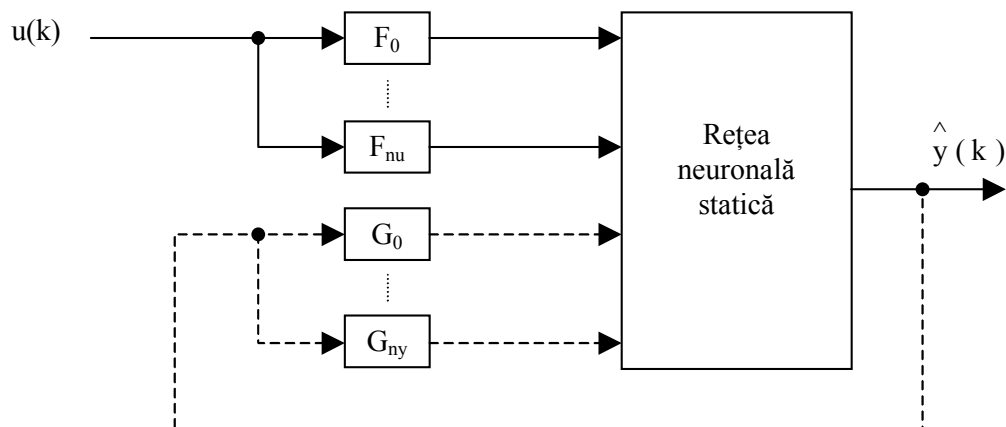 u(k)
F0
Fnu
G0
Gny
Rețea
neuronală
statică
^
y ( k )